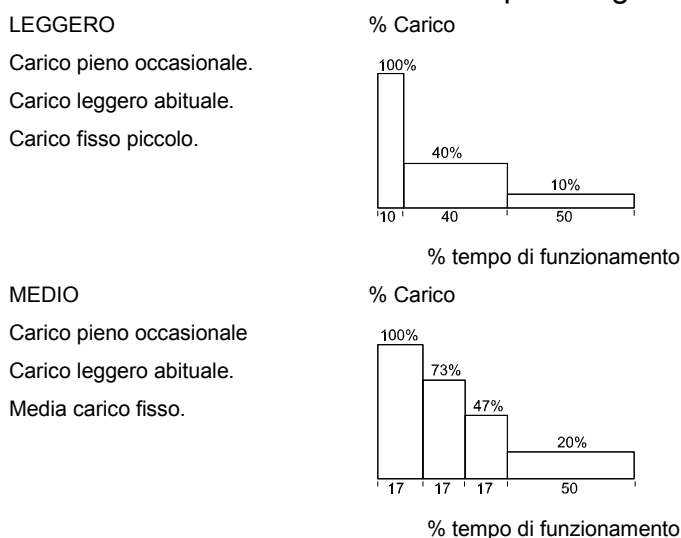 LEGGERO
% Carico
Carico pieno occasionale.
Carico leggero abituale.
Carico fisso piccolo.
100%
40%
10%
10 40 50
% tempo di funzionamento
MEDIO
% Carico
Carico pieno occasionale
Carico leggero abituale.
Media carico fisso.
100%
73%
47%
20%
17 17 17 50
% tempo di funzionamento